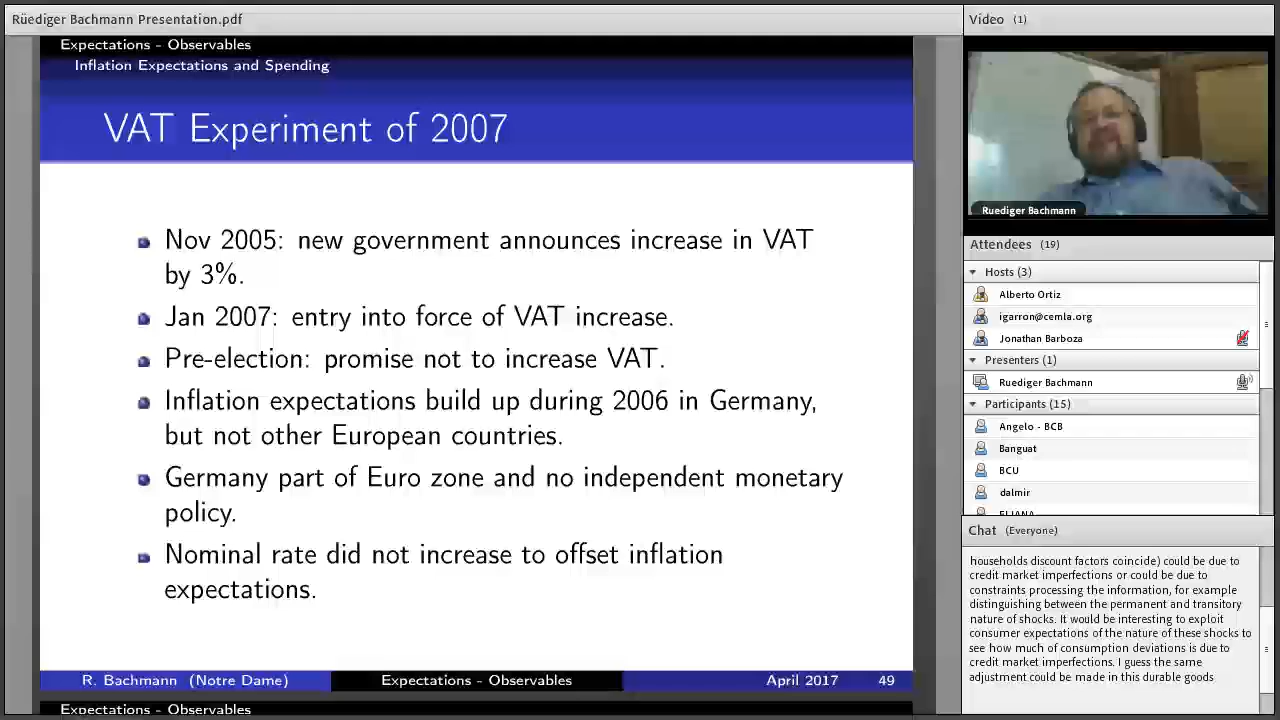 Rüediger Bachmann Presentation.pdf
Expectations - Observables
Inflation Expectations and Spending
VAT Experiment of 2007
Nov 2005: new government announces increase in VAT
by 3%.
Jan 2007: entry into force of VAT increase.
Pre-election: promise not to increase VAT.
Inflation expectations build up during 2006 in Germany,
but not other European countries.
Germany part of Euro zone and no independent monetary
policy.
Nominal rate did not increase to offset inflation
expectations.
R. Bachmann (Notre Dame)
Expectations - Observables
April 2017
49
Expectations - Observables
Video (1)
Ruediger Bachmann
Attendees (19)
Hosts (3)
Alberto Ortiz
igarron@cemla.org
Jonathan Barboza
Presenters (1)
Ruediger Bachmann
Participants (15)
Angelo - BCB
Banguat
BCU
dalmir
ELIANA
Chat (Everyone)
households discount factors coincide) could be due to
credit market imperfections or could be due to
constraints processing the information, for example
distinguishing between the permanent and transitory
nature of shocks. It would be interesting to exploit
consumer expectations of the nature of these shocks to
see how much of consumption deviations is due to
credit market imperfections. I guess the same
adjustment could be made in this durable goods